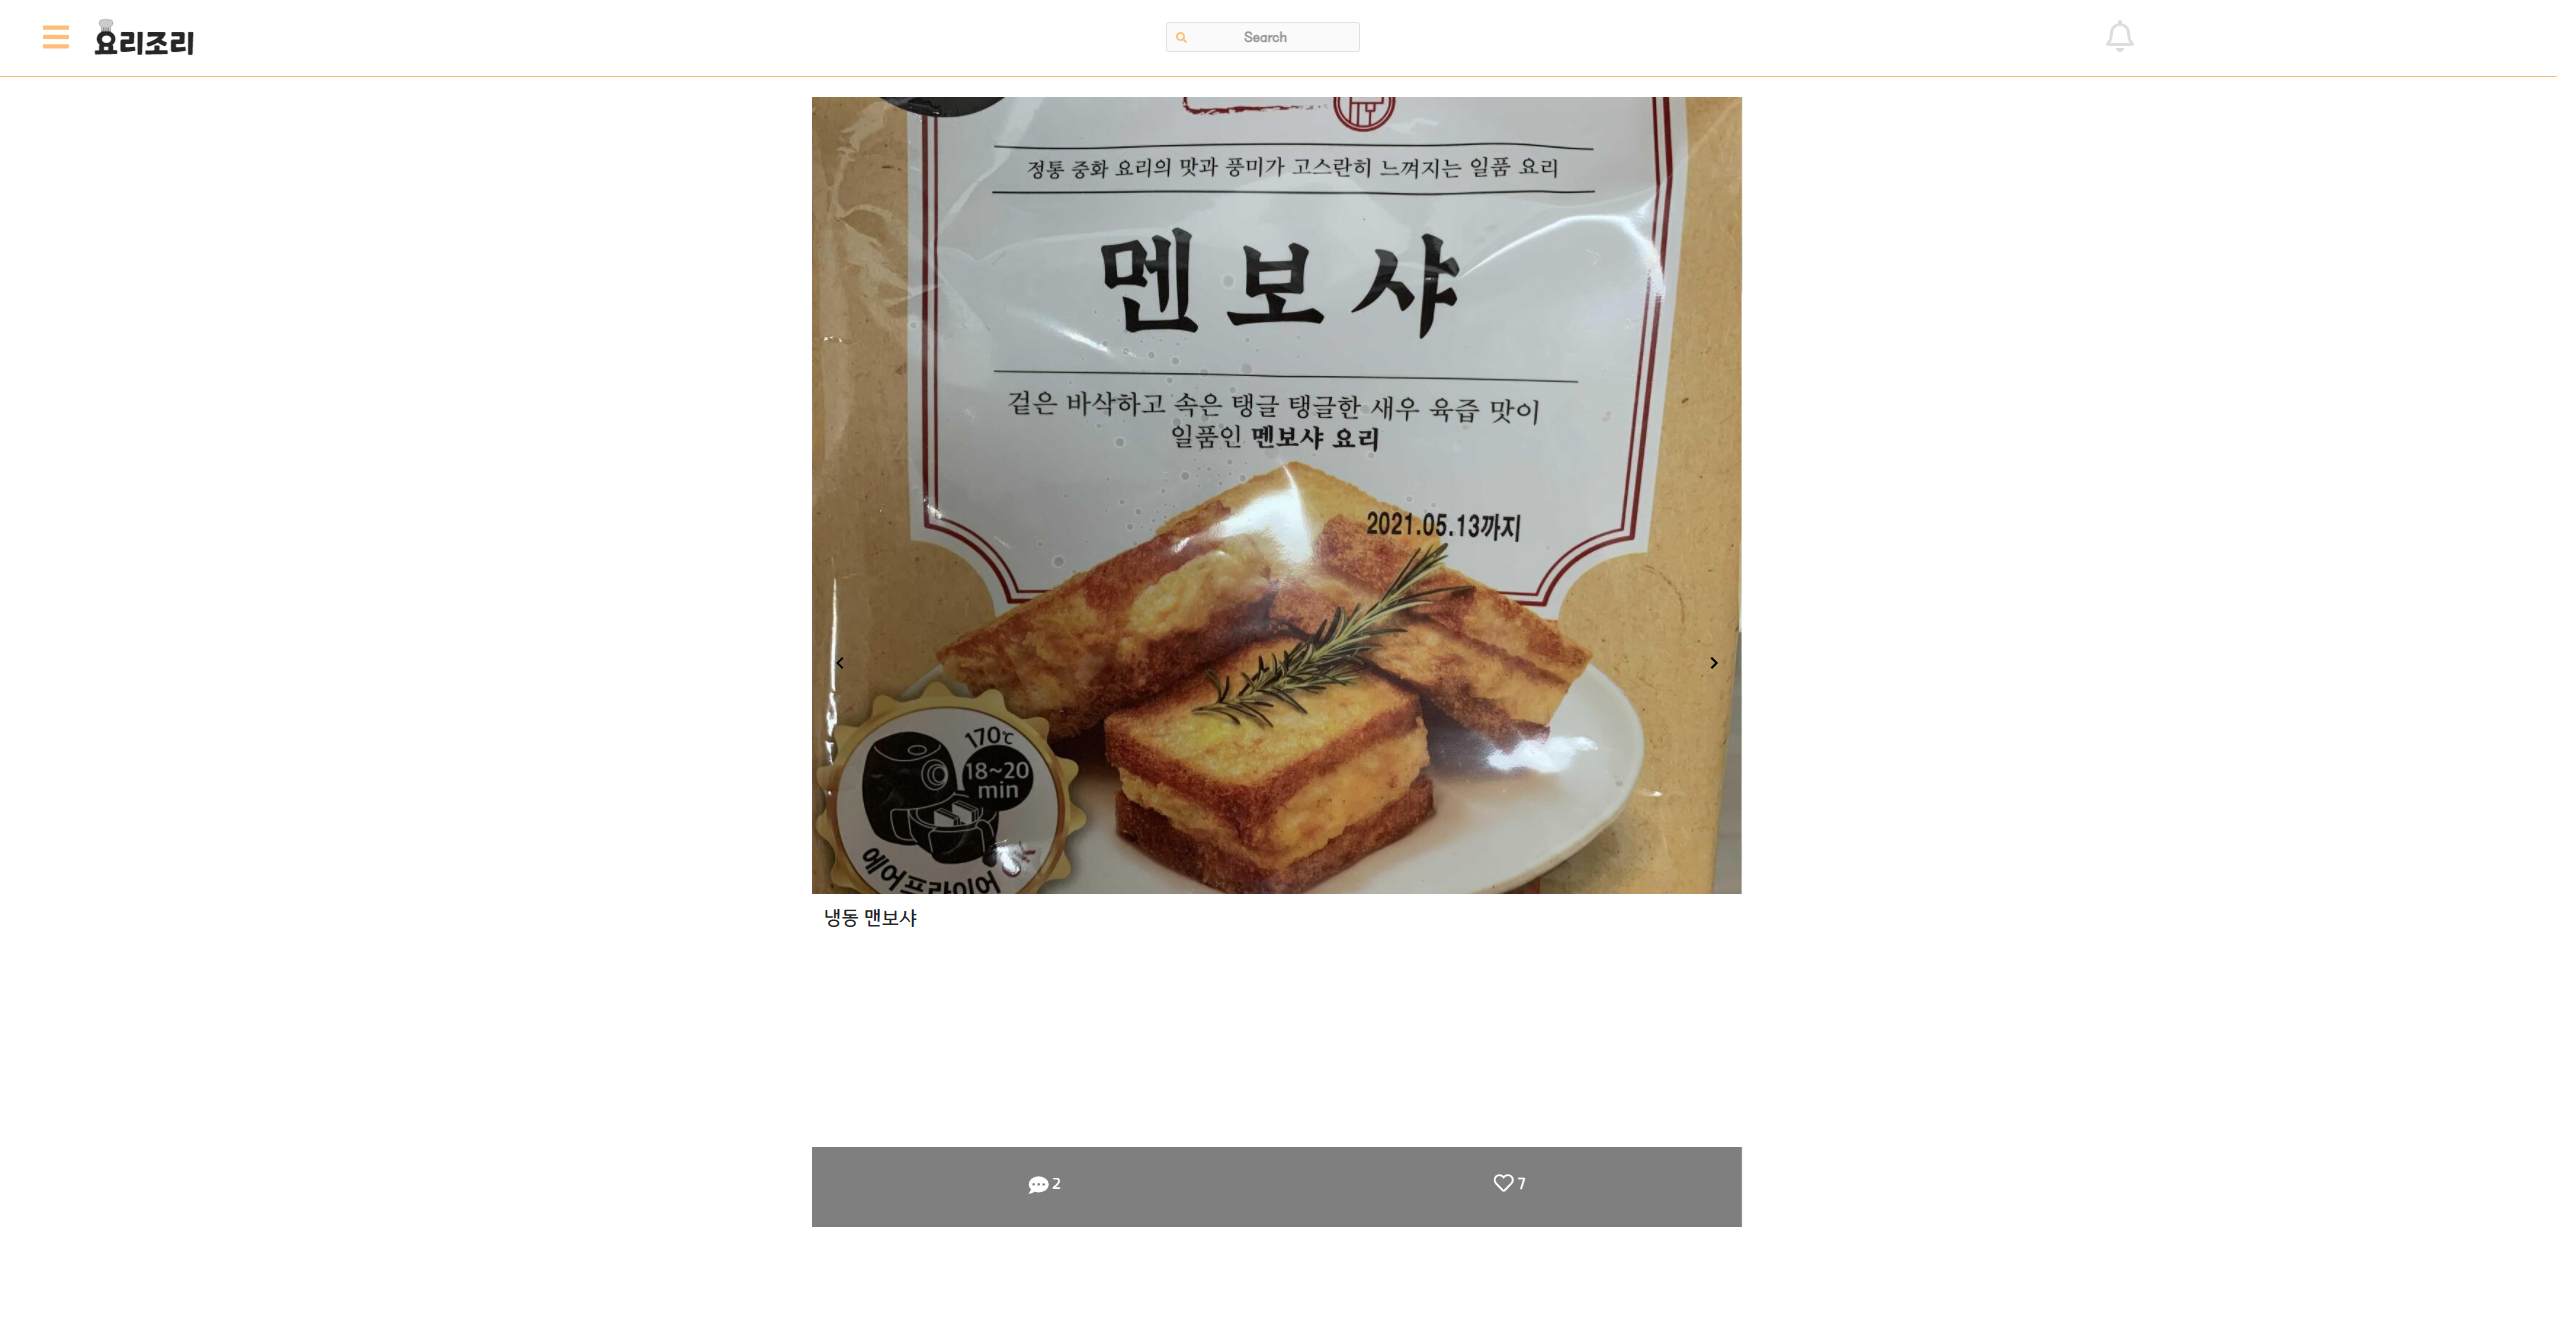 요리조리
Search
정통 중화 요리의 맛과 풍미가 고스란히 느껴지는 일품 요리
멘보샤
겉은 바삭하고 속은 탱글 탱글한 새우 육즙 맛이
일품인 멘보샤 요리
2021.05.13까지
170℃
18~20
min
에어프라이어
냉동 맨보샤
2
7